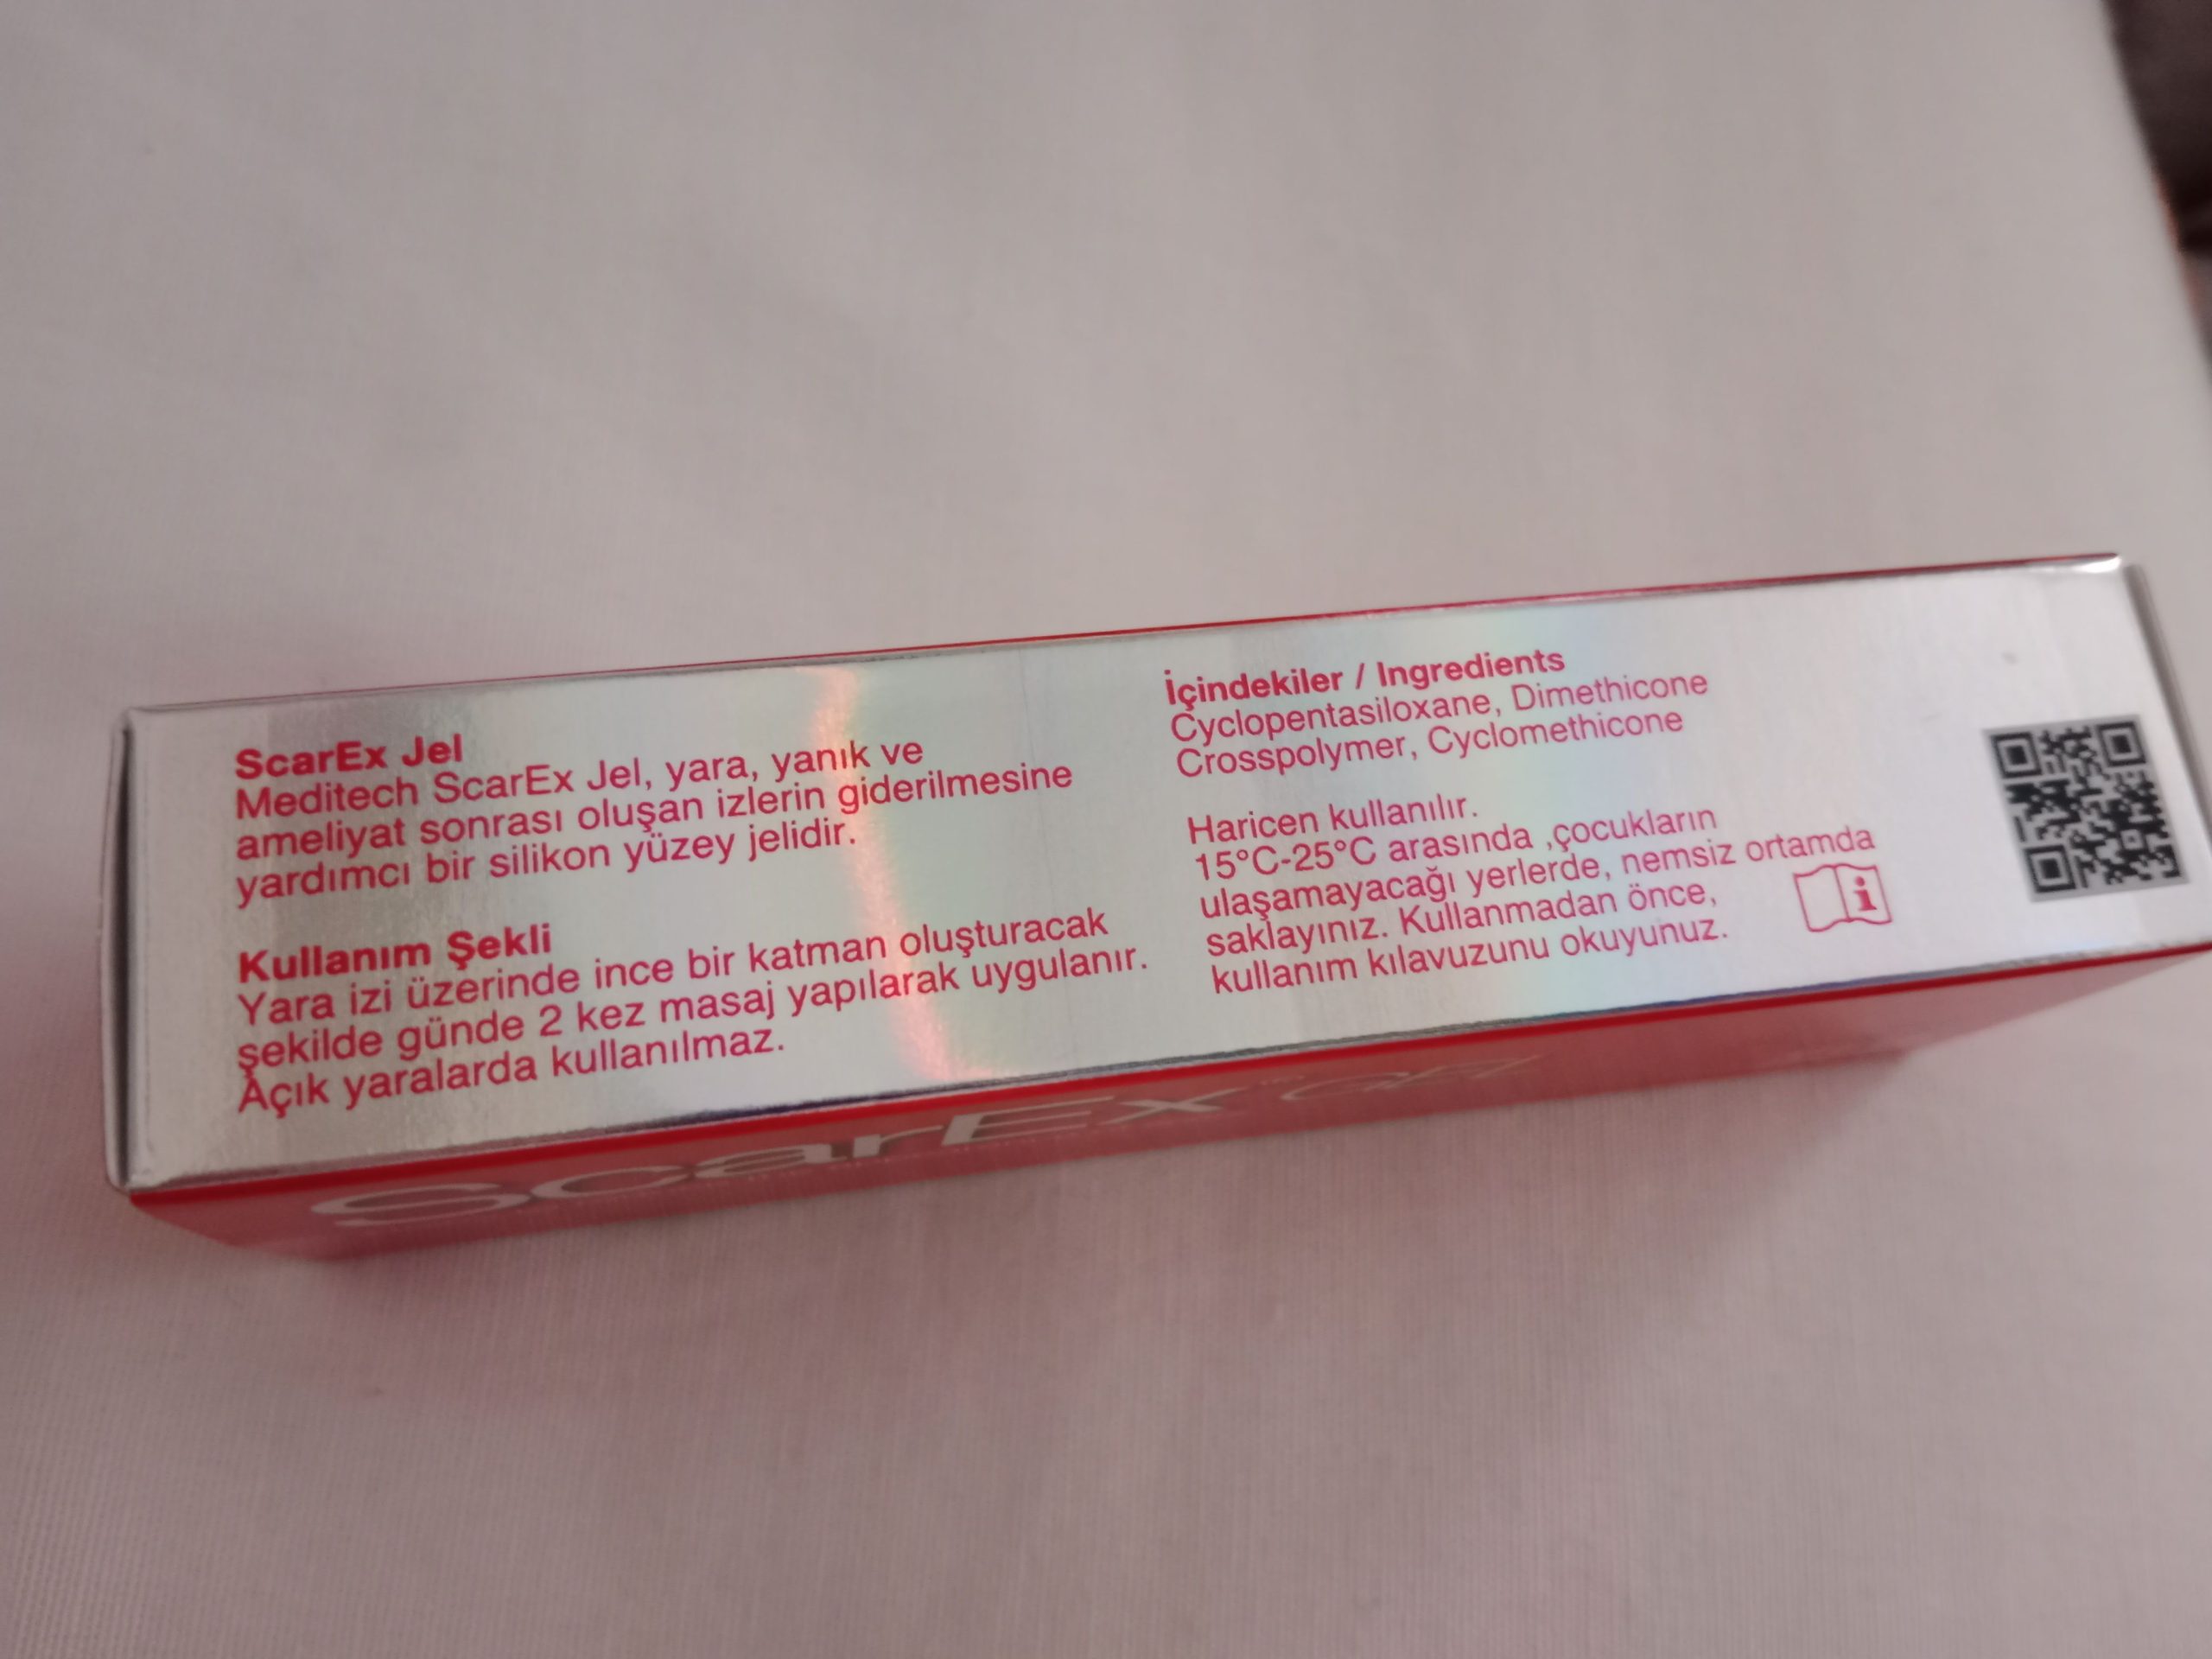 ScarEx Jel
Meditech ScarEx Jel, yara, yanık ve
ameliyat sonrası oluşan izlerin giderilmesine
yardımcı bir silikon yüzey jelidir.
Kullanım Şekli
Yara izi üzerinde ince bir katman oluşturacak
şekilde günde 2 kez masaj yapılarak uygulanır.
Açık yaralarda kullanılmaz.
İçindekiler / Ingredients
Cyclopentasiloxane, Dimethicone
Crosspolymer, Cyclomethicone
Haricen kullanılır.
15°C-25°C arasında ,çocukların
ulaşamayacağı yerlerde, nemsiz ortamda
saklayınız. Kullanmadan önce,
kullanım kılavuzunu okuyunuz.
i
ScarEx